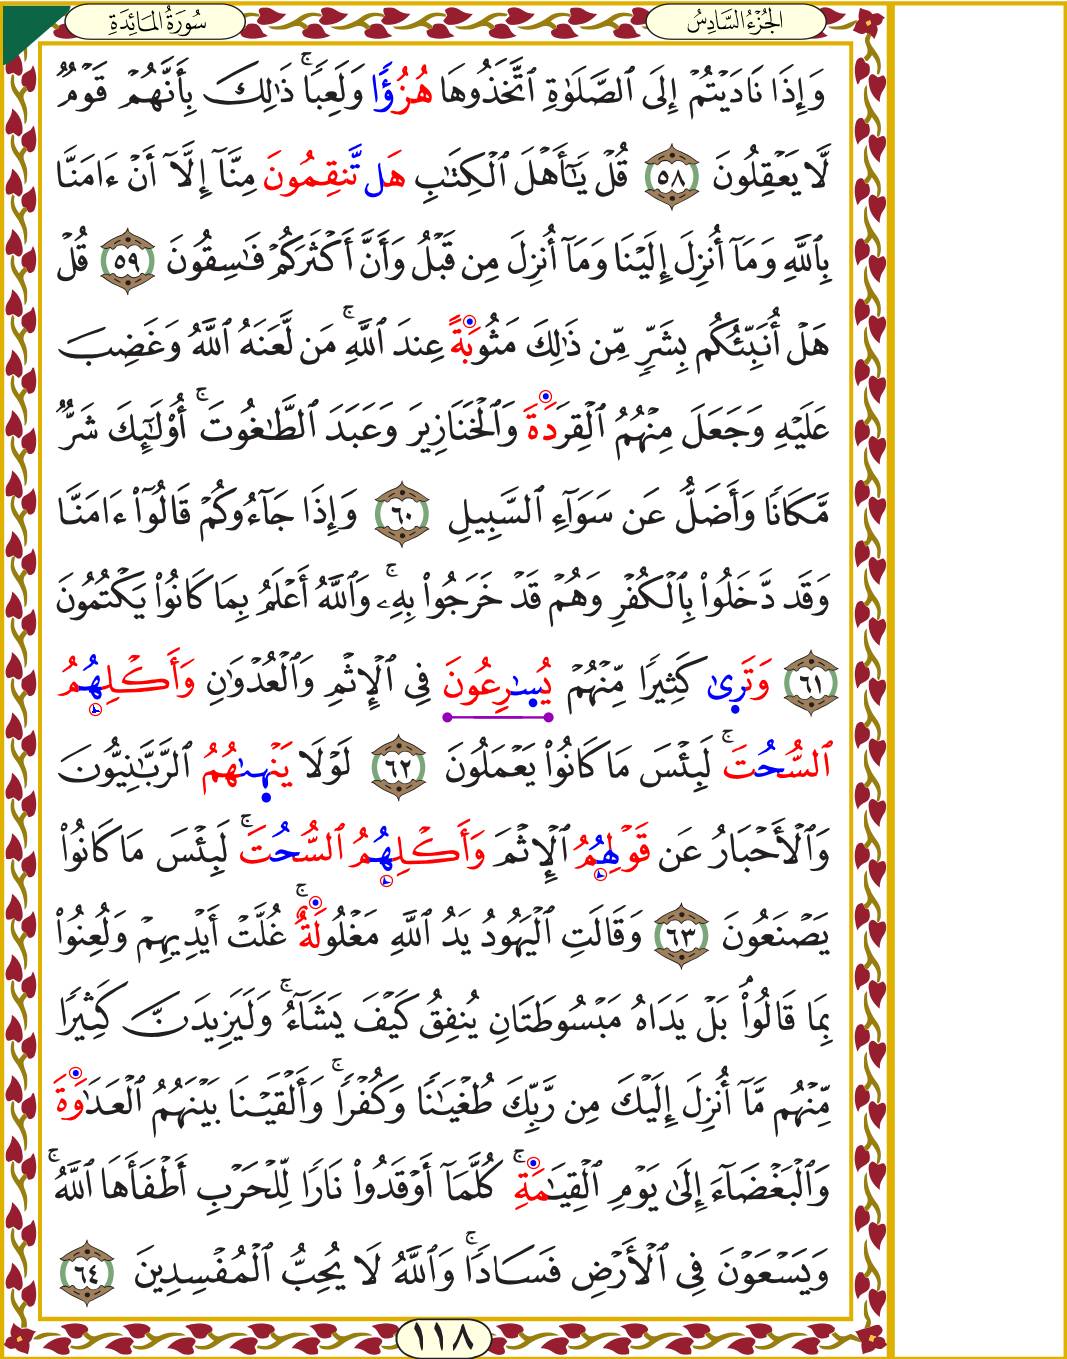 الجُزْءُ السَّادِسُ
سُورَةُ المَائِدَةِ
وَإِذَا نَادَيْتُمْ إِلَى ٱلصَّلَوٰةِ ٱتَّخَذُوهَا هُزُؤًا وَلَعِبًا ۚ ذَٰلِكَ بِأَنَّهُمْ قَوْمٌ
لَّا يَعْقِلُونَ ٥٨ قُلْ يَٰٓأَهْلَ ٱلْكِتَٰبِ هَل تَّنقِمُونَ مِنَّآ إِلَّآ أَنْ ءَامَنَّا
بِٱللَّهِ وَمَآ أُنزِلَ إِلَيْنَا وَمَآ أُنزِلَ مِن قَبْلُ وَأَنَّ أَكْثَرَكُمْ فَٰسِقُونَ ٥٩ قُلْ
هَلْ أُنَبِّئُكُم بِشَرٍّ مِّن ذَٰلِكَ مَثُوبَةً عِندَ ٱللَّهِ ۚ مَن لَّعَنَهُ ٱللَّهُ وَغَضِبَ
عَلَيْهِ وَجَعَلَ مِنْهُمُ ٱلْقِرَدَةَ وَٱلْخَنَازِيرَ وَعَبَدَ ٱلطَّٰغُوتَ ۚ أُوْلَٰٓئِكَ شَرٌّ
مَّكَانًا وَأَضَلُّ عَن سَوَآءِ ٱلسَّبِيلِ ٦٠ وَإِذَا جَآءُوكُمْ قَالُوٓا۟ ءَامَنَّا
وَقَد دَّخَلُوا۟ بِٱلْكُفْرِ وَهُمْ قَدْ خَرَجُوا۟ بِهِۦ ۚ وَٱللَّهُ أَعْلَمُ بِمَا كَانُوا۟ يَكْتُمُونَ
٦١ وَتَرِىٰ كَثِيرًا مِّنْهُمْ يُسَٰرِعُونَ فِى ٱلْإِثْمِ وَٱلْعُدْوَٰنِ وَأَكْلِهِمُ
ٱلسُّحُتَ ۚ لَبِئْسَ مَا كَانُوا۟ يَعْمَلُونَ ٦٢ لَوْلَا يَنْهَىٰهُمُ ٱلرَّبَّٰنِيُّونَ
وَٱلْأَحْبَارُ عَن قَوْلِهِمُ ٱلْإِثْمَ وَأَكْلِهِمُ ٱلسُّحُتَ ۚ لَبِئْسَ مَا كَانُوا۟
يَصْنَعُونَ ٦٣ وَقَالَتِ ٱلْيَهُودُ يَدُ ٱللَّهِ مَغْلُولَةٌ ۚ غُلَّتْ أَيْدِيهِمْ وَلُعِنُوا۟
بِمَا قَالُوا۟ ۘ بَلْ يَدَاهُ مَبْسُوطَتَانِ يُنفِقُ كَيْفَ يَشَآءُ ۚ وَلَيَزِيدَنَّ كَثِيرًا
مِّنْهُم مَّآ أُنزِلَ إِلَيْكَ مِن رَّبِّكَ طُغْيَٰنًا وَكُفْرًا ۚ وَأَلْقَيْنَا بَيْنَهُمُ ٱلْعَدَٰوَةَ
وَٱلْبَغْضَآءَ إِلَىٰ يَوْمِ ٱلْقِيَٰمَةِ ۚ كُلَّمَآ أَوْقَدُوا۟ نَارًا لِّلْحَرْبِ أَطْفَأَهَا ٱللَّهُ ۚ
وَيَسْعَوْنَ فِى ٱلْأَرْضِ فَسَادًا ۚ وَٱللَّهُ لَا يُحِبُّ ٱلْمُفْسِدِينَ ٦٤
١١٨